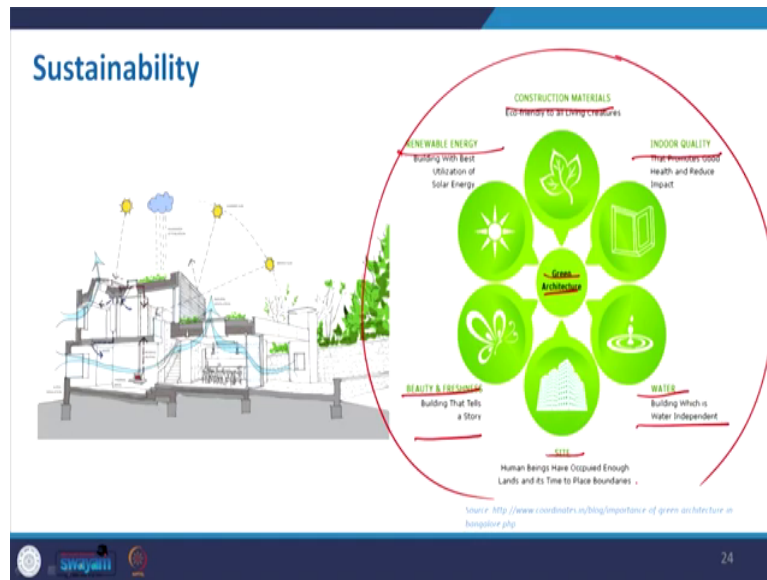 Sustainability
CONSTRUCTION MATERIALS
Eco-friendly to all Living Creatures
RENEWABLE ENERGY
Building With Best
Utilization of
Solar Energy
INDOOR QUALITY
That Promotes Good
Health and Reduce
Impact
Green
Architecture
BEAUTY & FRESHNESS
Building That Tells
a Story
WATER
Building Which is
Water Independent
SITE
Human Beings Have Occupied Enough
Lands and its Time to Place Boundaries
Source http://www.coordinates.in/blog/importance of green architecture in
bangalore.php
swayam
24